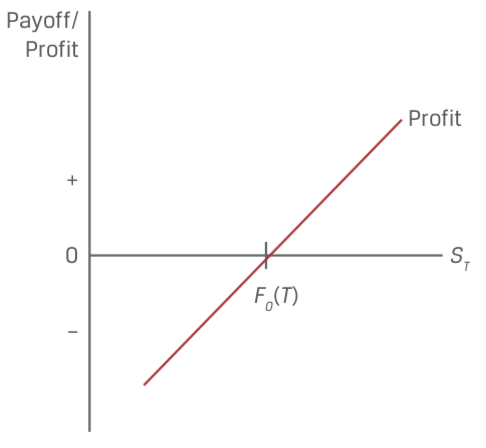 Payoff/
Profit
Profit
+
0
S_T
F_0(T)
–